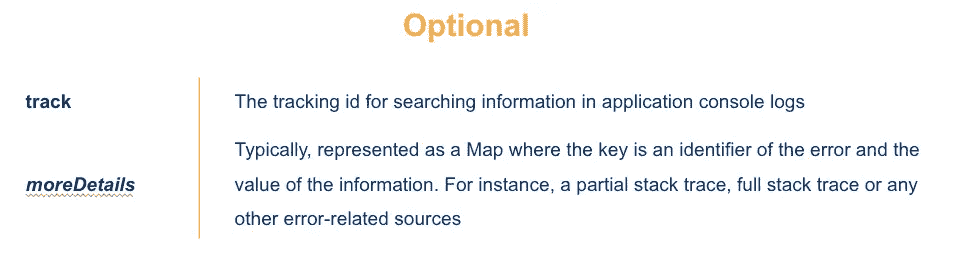 Optional
track
The tracking id for searching information in application console logs
moreDetails
Typically, represented as a Map where the key is an identifier of the error and the
value of the information. For instance, a partial stack trace, full stack trace or any
other error-related sources